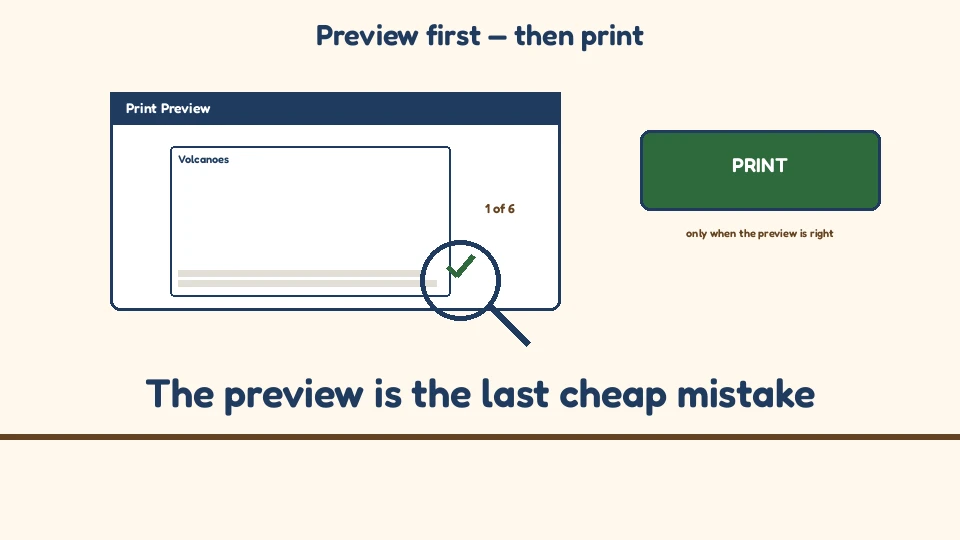 Preview first — then print
Print Preview
Volcanoes
1 of 6
PRINT
only when the preview is right
The preview is the last cheap mistake